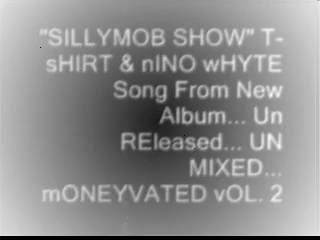 "SILLYMOB SHOW" T-
sHIRT & nINO wHYTE
Song From New
Album... Un
REleased... UN
MIXED...
mONEYVATED vOL. 2